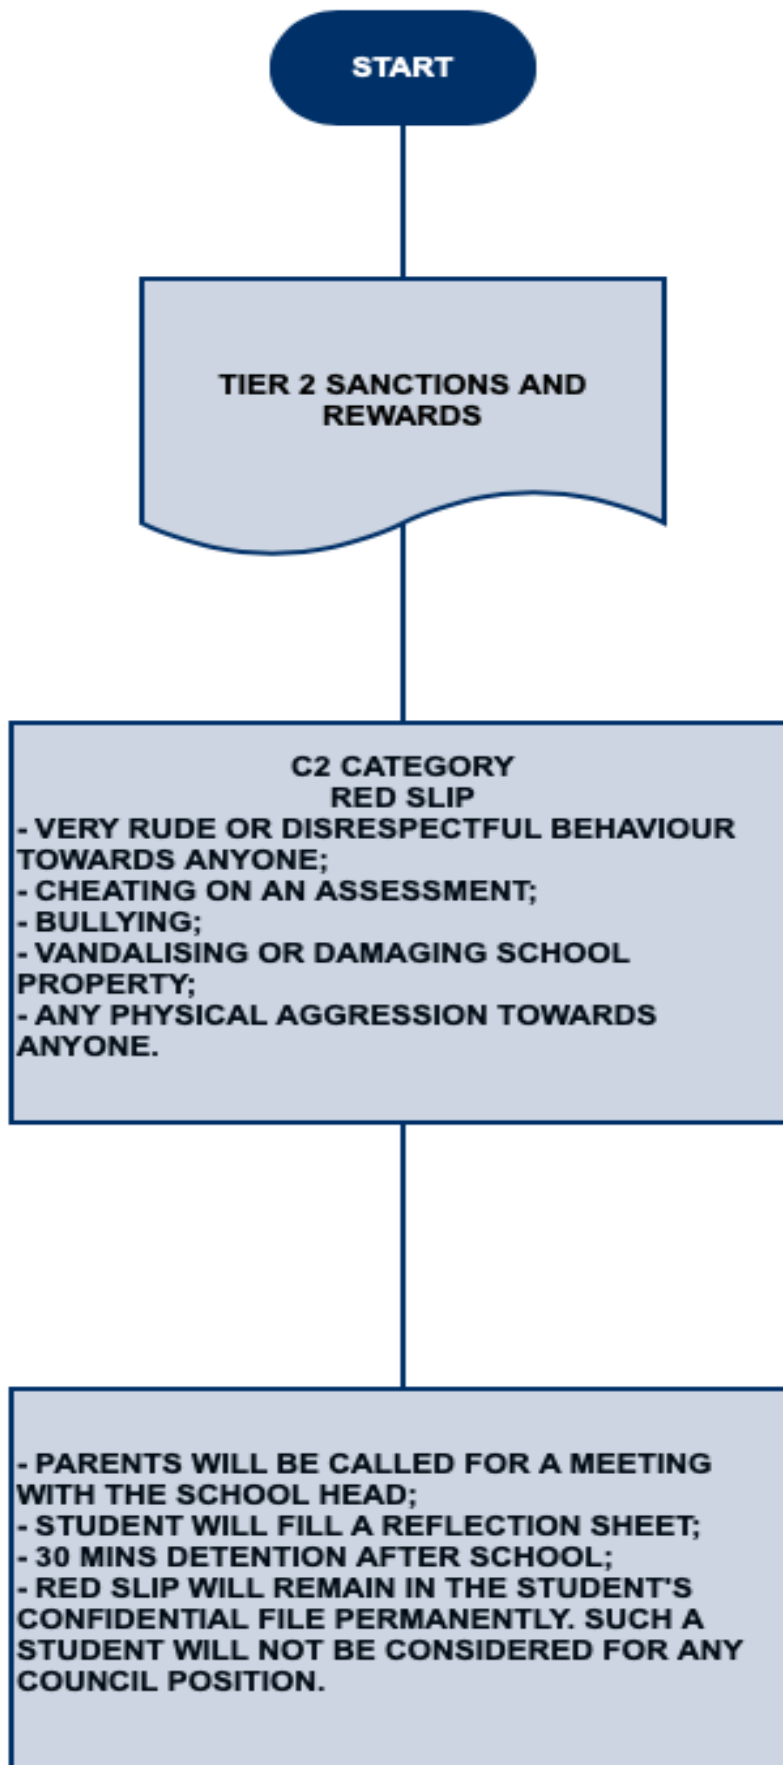 START
TIER 2 SANCTIONS AND
REWARDS
C2 CATEGORY
RED SLIP
- VERY RUDE OR DISRESPECTFUL BEHAVIOUR
TOWARDS ANYONE;
- CHEATING ON AN ASSESSMENT;
- BULLYING;
- VANDALISING OR DAMAGING SCHOOL
PROPERTY;
- ANY PHYSICAL AGGRESSION TOWARDS
ANYONE.
- PARENTS WILL BE CALLED FOR A MEETING
WITH THE SCHOOL HEAD;
- STUDENT WILL FILL A REFLECTION SHEET;
- 30 MINS DETENTION AFTER SCHOOL;
- RED SLIP WILL REMAIN IN THE STUDENT'S
CONFIDENTIAL FILE PERMANENTLY. SUCH A
STUDENT WILL NOT BE CONSIDERED FOR ANY
COUNCIL POSITION.